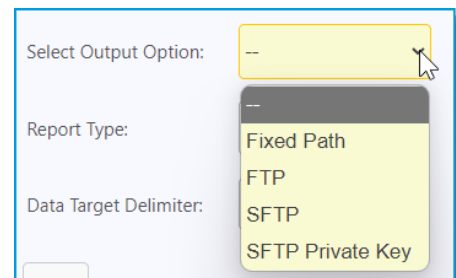 Select Output Option: --
--
Report Type:
Fixed Path
FTP
Data Target Delimiter:
SFTP
SFTP Private Key